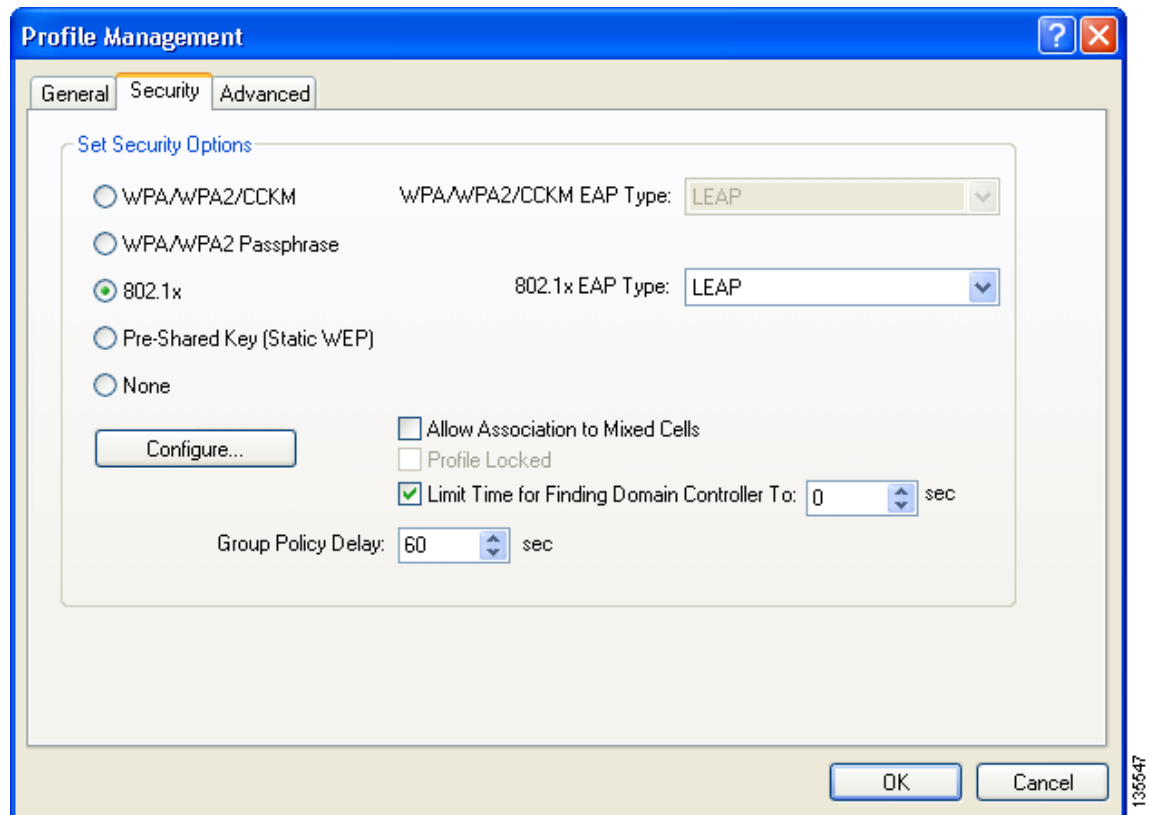 Profile Management
General Security Advanced
Set Security Options
WPA/WPA2/CCKM WPA/WPA2/CCKM EAP Type: LEAP
WPA/WPA2 Passphrase
802.1x 802.1x EAP Type: LEAP
Pre-Shared Key (Static WEP)
None
Configure... Allow Association to Mixed Cells
Profile Locked
Limit Time for Finding Domain Controller To: 0 sec
Group Policy Delay: 60 sec
OK Cancel
135547